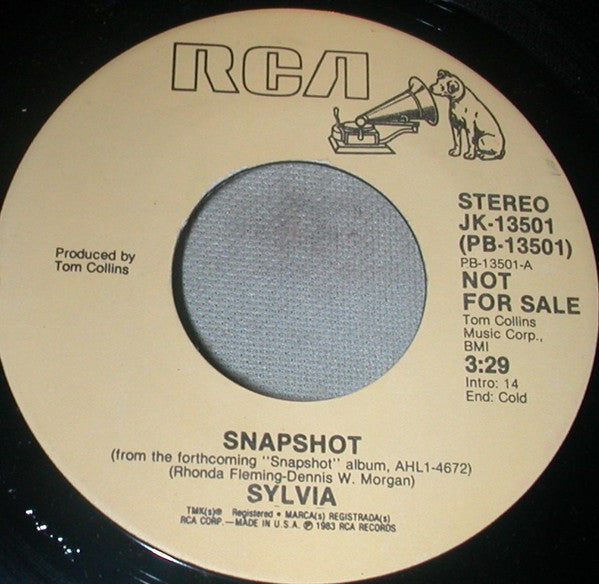 RCA
STEREO
JK-13501
(PB-13501)
PB-13501-A
NOT
FOR SALE
Tom Collins
Music Corp.,
BMI
3:29
Intro: 14
End: Cold
Produced by
Tom Collins
SNAPSHOT
(from the forthcoming "Snapshot" album, AHL1-4672)
(Rhonda Fleming-Dennis W. Morgan)
SYLVIA
TMK(s)® Registered • MARCA(s) REGISTRADA(S)
RCA CORP.—MADE IN U.S.A. ℗ 1983 RCA RECORDS